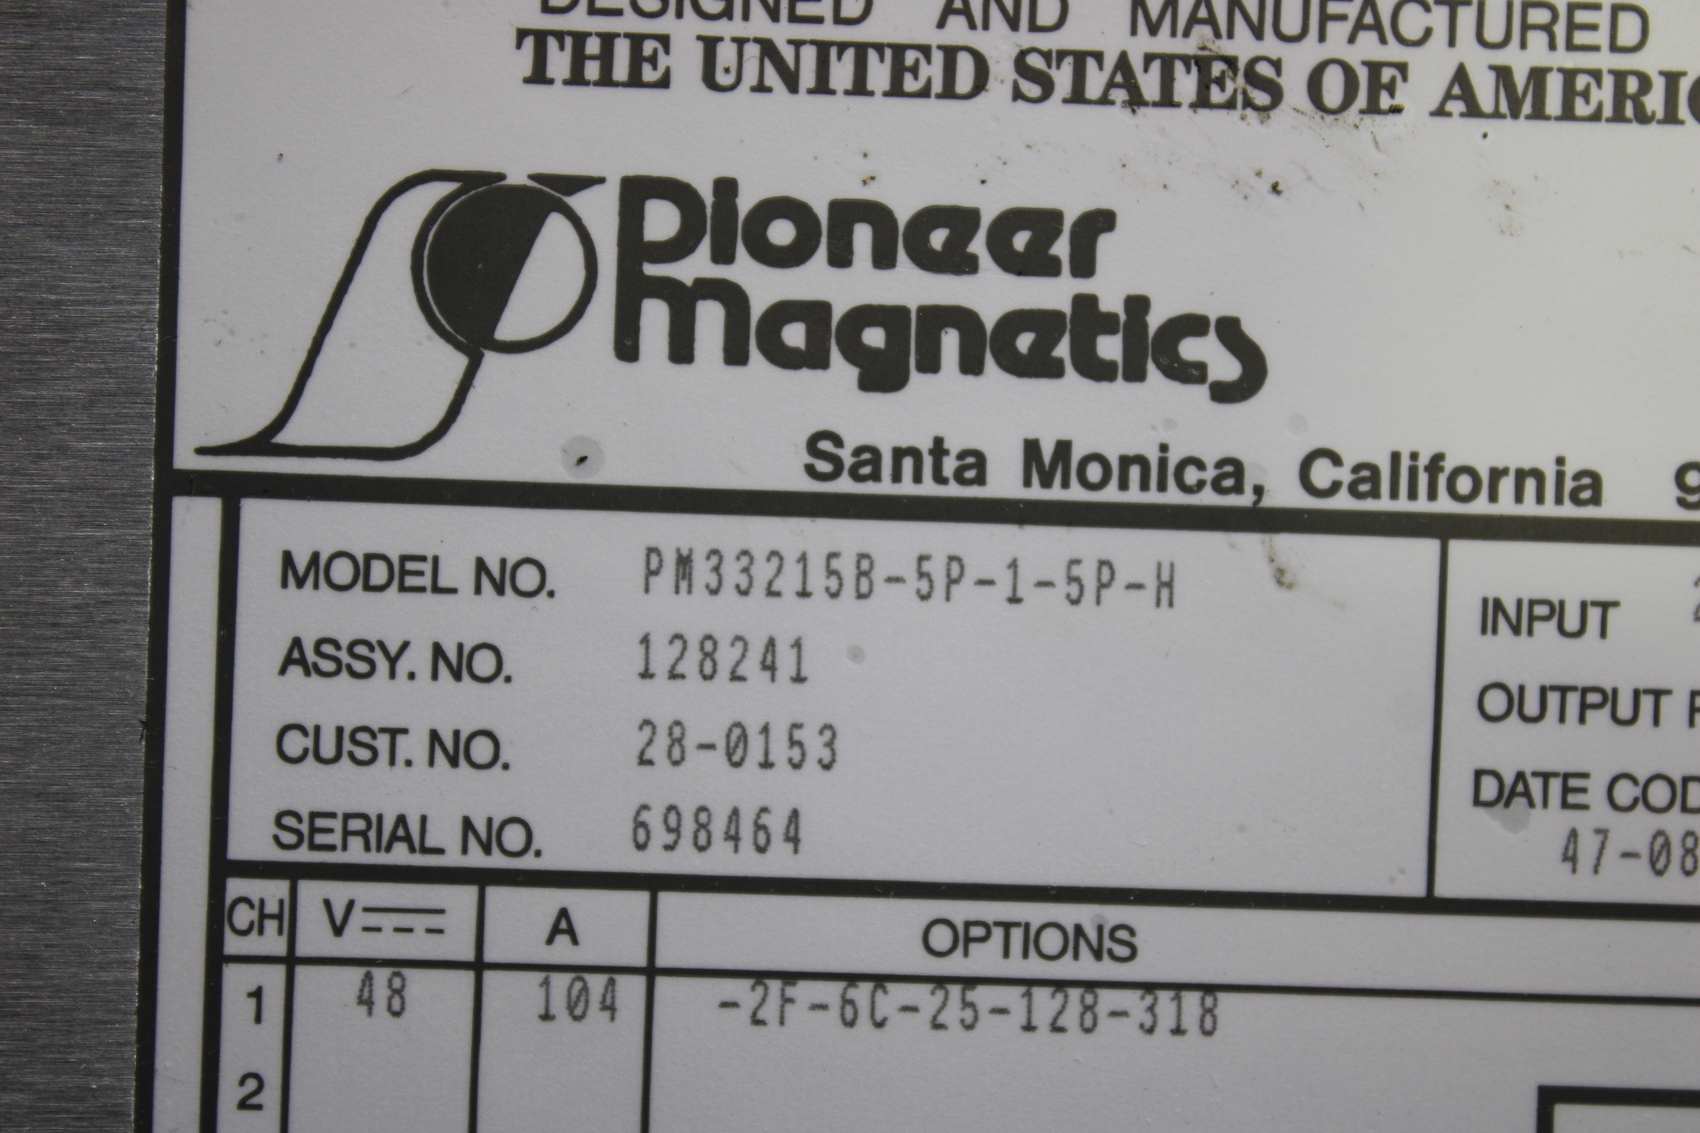 DESIGNED AND MANUFACTURED
THE UNITED STATES OF
Pioneer
Magnetics
Santa Monica, California 9
MODEL NO. PM33215B-5P-1-5P-H
ASSY. NO. 128241
CUST. NO. 28-0153
SERIAL NO. 698464
INPUT
OUTPUT
DATE
47-08
CH V A OPTIONS
1 48 104 -2F-6C-25-128-318
2